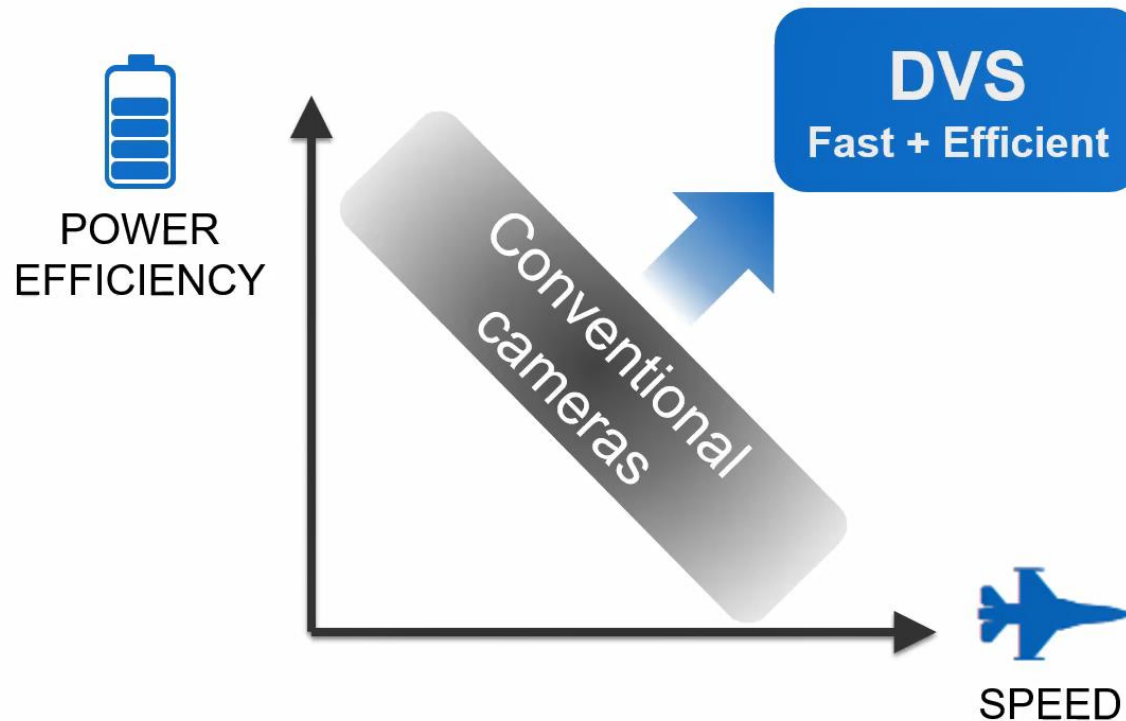 DVS
Fast + Efficient
POWER
EFFICIENCY
Conventional
cameras
SPEED